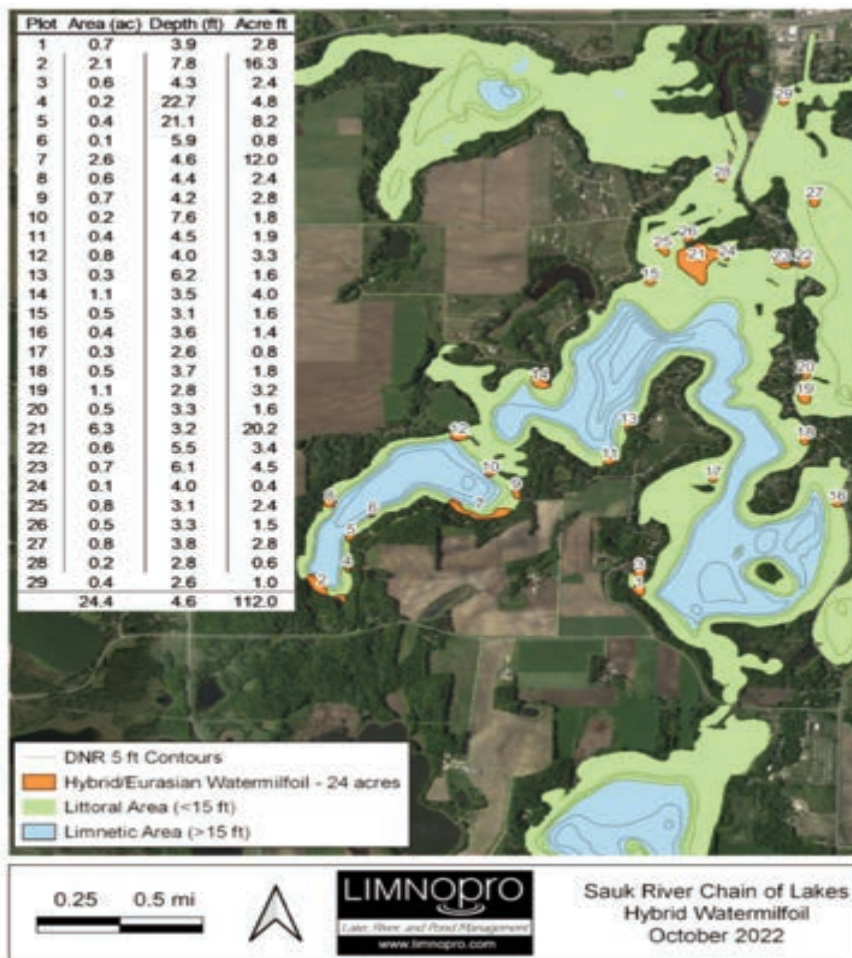 Plot Area (ac) Depth (ft) Acre ft
1 0.7 3.9 2.8
2 2.1 7.8 16.3
3 0.6 4.3 2.4
4 0.2 22.7 4.8
5 0.4 21.1 8.2
6 0.1 5.9 0.8
7 2.6 4.6 12.0
8 0.6 4.4 2.4
9 0.7 4.2 2.8
10 0.2 7.6 1.8
11 0.4 4.5 1.9
12 0.8 4.0 3.3
13 0.3 6.2 1.6
14 1.1 3.5 4.0
15 0.5 3.1 1.6
16 0.4 3.6 1.4
17 0.3 2.6 0.8
18 0.5 3.7 1.8
19 1.1 2.8 3.2
20 0.5 3.3 1.6
21 6.3 3.2 20.2
22 0.6 5.5 3.4
23 0.7 6.1 4.5
24 0.1 4.0 0.4
25 0.8 3.1 2.4
26 0.5 3.3 1.5
27 0.8 3.8 2.8
28 0.2 2.8 0.6
29 0.4 2.6 1.0
24.4 4.6 112.0
29
28
27
26
25 21 24 23 22
15
14
20
19
13
12 18
11
10 17
9
8 7 16
6
5
4 3
2 1
DNR 5 ft Contours
Hybrid/Eurasian Watermilfoil - 24 acres
Littoral Area (<15 ft)
Limnetic Area (>15 ft)
0.25 0.5 mi
LIMNOPRO
Lake, River, and Pond Management
www.limnopro.com
Sauk River Chain of Lakes
Hybrid Watermilfoil
October 2022